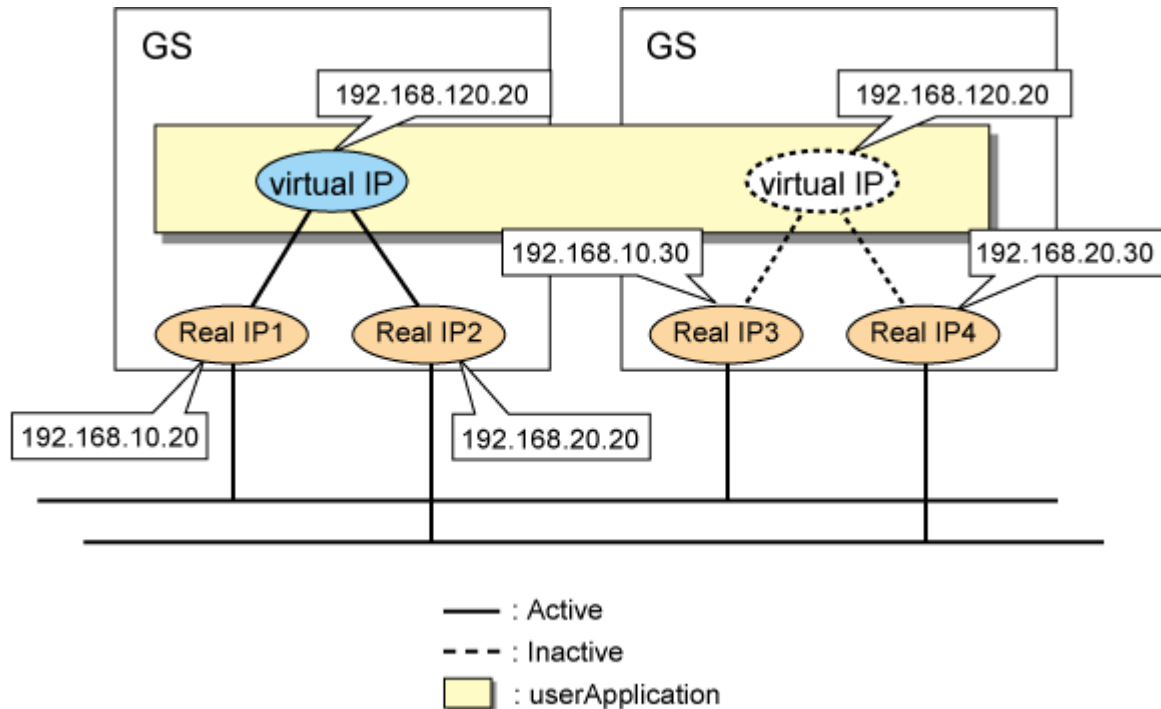 GS
GS
192.168.120.20
192.168.120.20
virtual IP
virtual IP
192.168.10.30
192.168.20.30
Real IP1
Real IP2
Real IP3
Real IP4
192.168.10.20
192.168.20.20
: Active
: Inactive
: userApplication